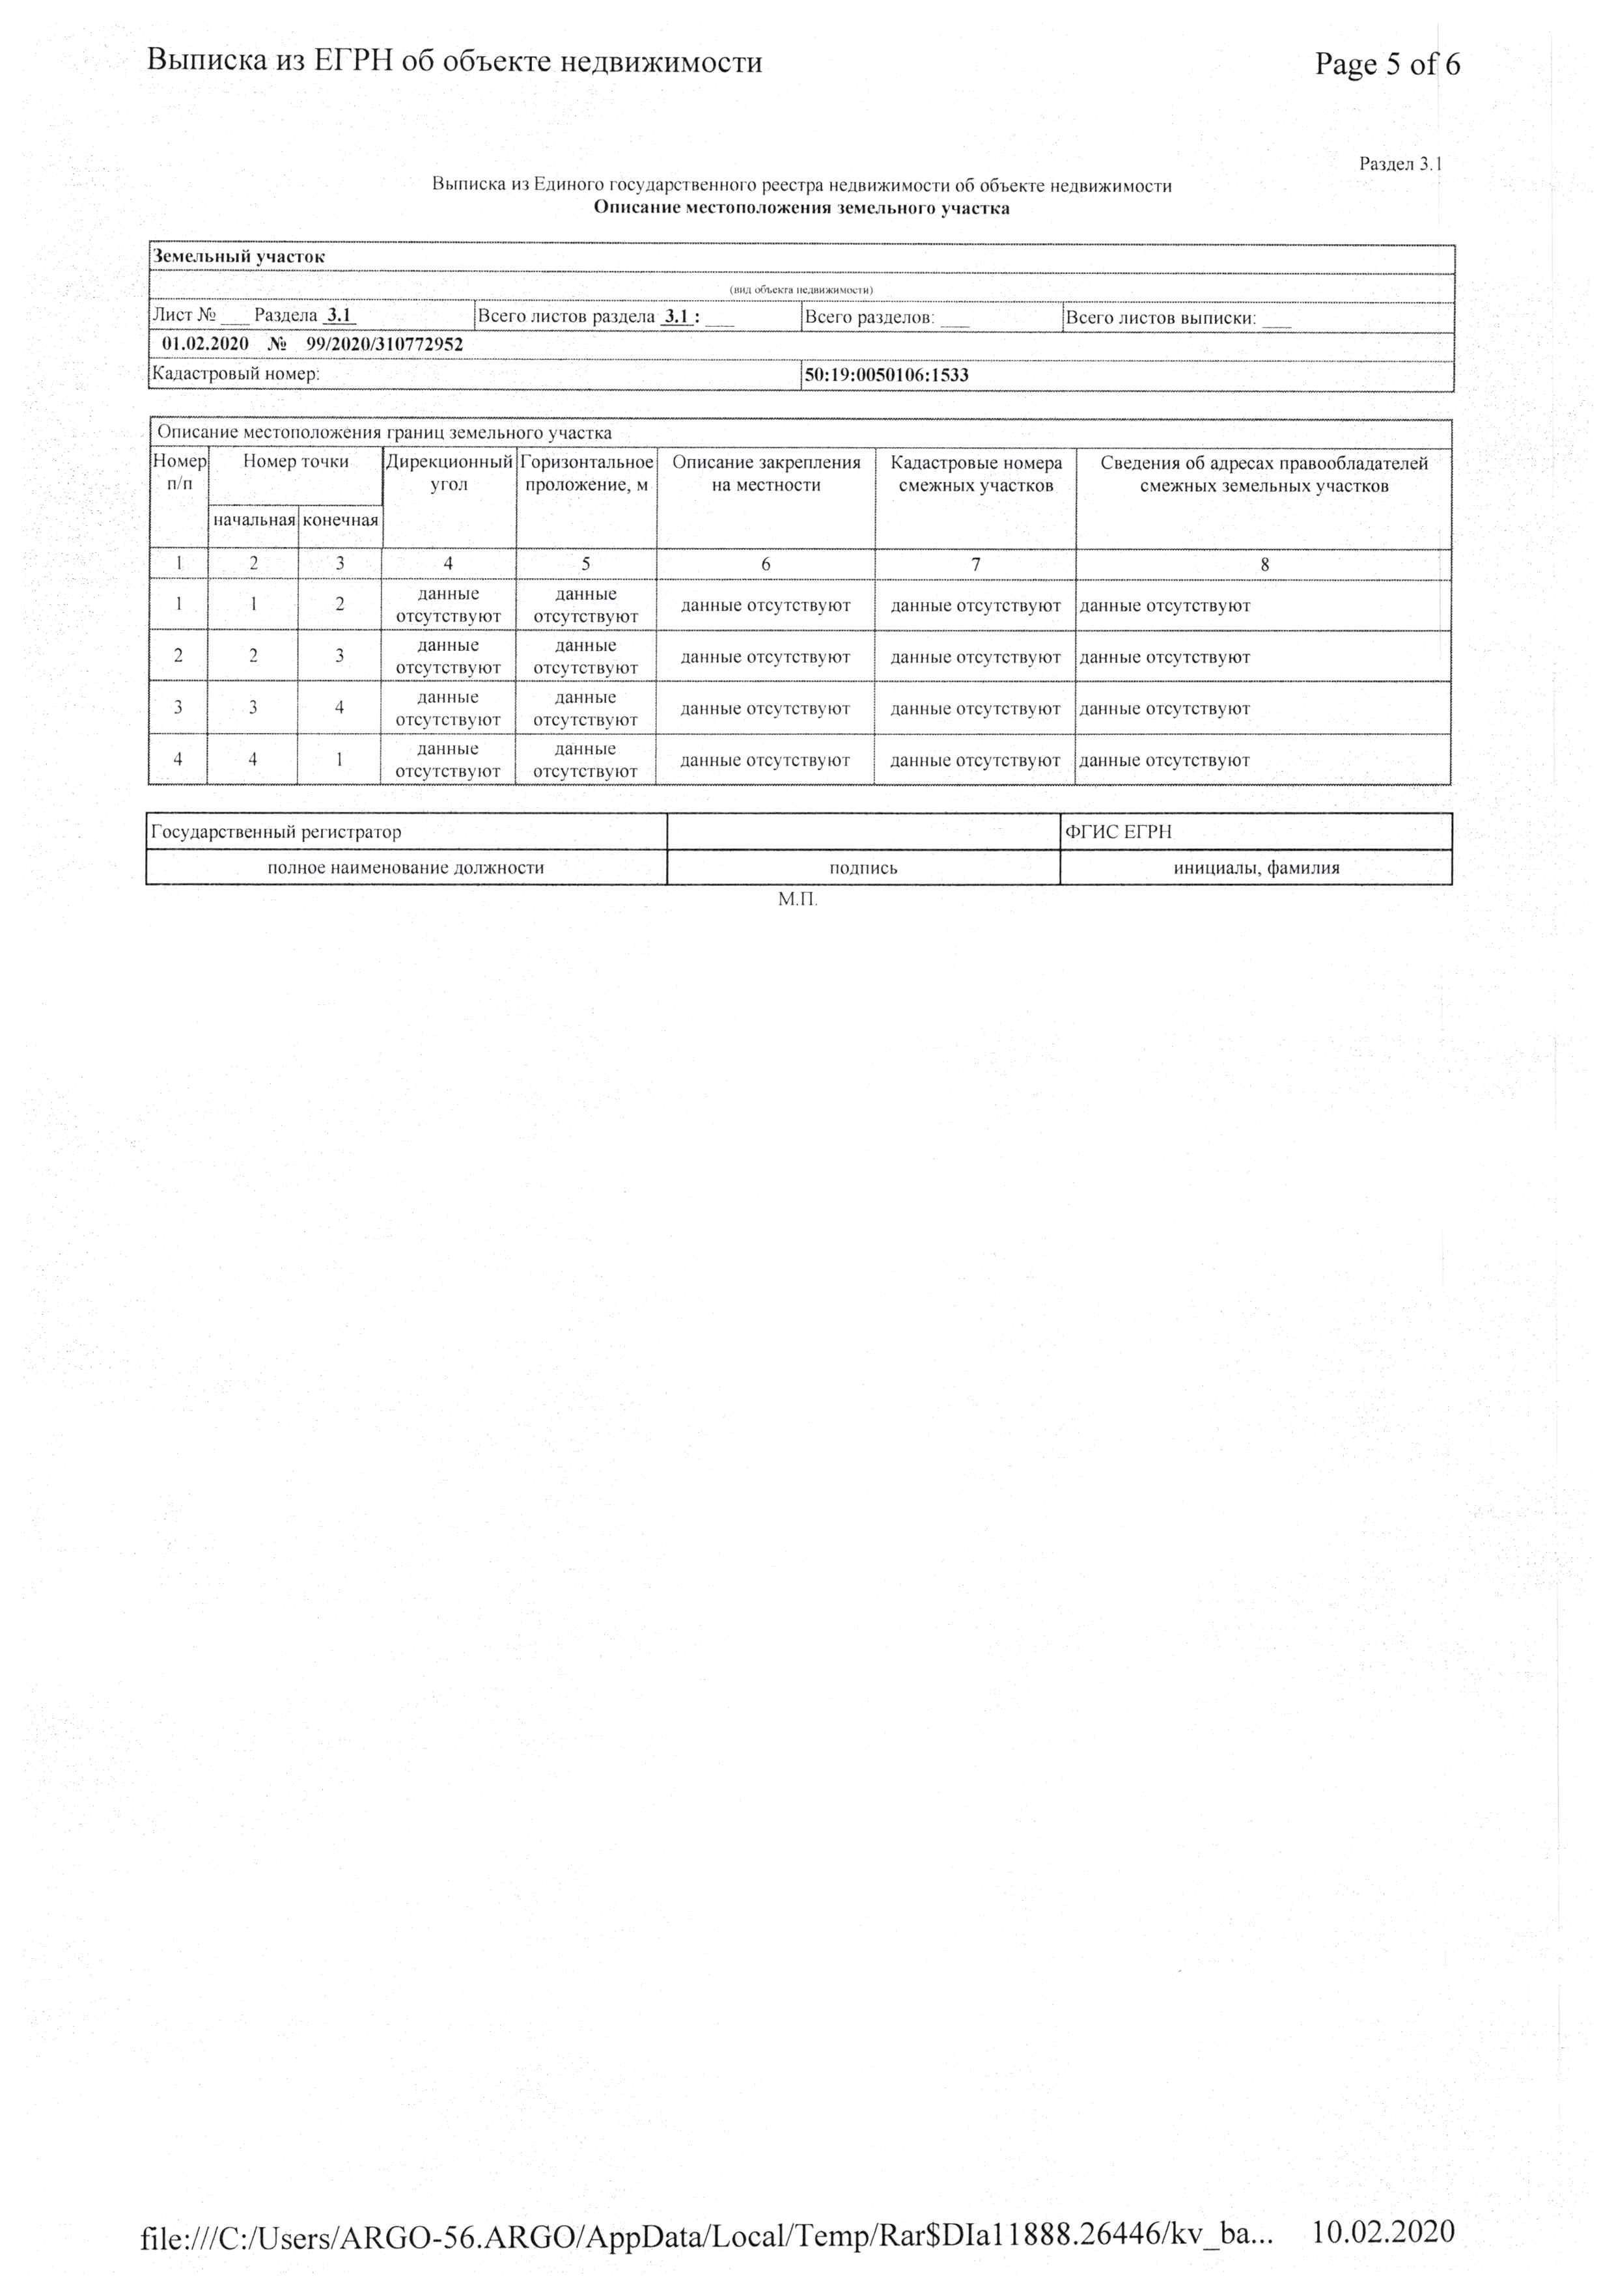 Выписка из ЕГРН об объекте недвижимости Page 5 of 6
Раздел 3.1
Выписка из Единого государственного реестра недвижимости об объекте недвижимости
Описание местоположения земельного участка
Земельный участок
(вид объекта недвижимости)
Лист № ___ Раздела 3.1 Всего листов раздела 3.1 : ___ Всего разделов: ___ Всего листов выписки: ___
01.02.2020 № 99/2020/310772952
Кадастровый номер: 50:19:0050106:1533
Описание местоположения границ земельного участка
Номер Номер точки Дирекционный Горизонтальное Описание закрепления Кадастровые номера Сведения об адресах правообладателей
п/п угол проложение, м на местности смежных участков смежных земельных участков
начальная конечная
1 2 3 4 5 6 7 8
данные данные
1 1 2 данные отсутствуют данные отсутствуют данные отсутствуют
отсутствуют отсутствуют
данные данные
2 2 3 данные отсутствуют данные отсутствуют данные отсутствуют
отсутствуют отсутствуют
данные данные
3 3 4 данные отсутствуют данные отсутствуют данные отсутствуют
отсутствуют отсутствуют
данные данные
4 4 1 данные отсутствуют данные отсутствуют данные отсутствуют
отсутствуют отсутствуют
Государственный регистратор ФГИС ЕГРН
полное наименование должности подпись инициалы, фамилия
М.П.
file:///C:/Users/ARGO-56.ARGO/AppData/Local/Temp/Rar$DIa11888.26446/kv_ba... 10.02.2020